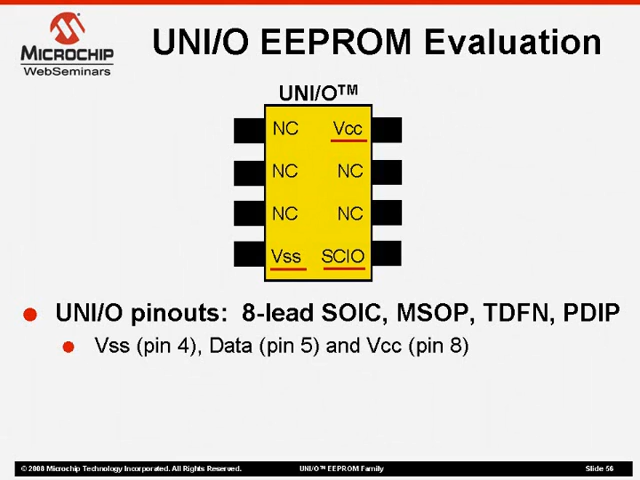 MICROCHIP
WebSeminars
UNI/O EEPROM Evaluation
UNI/O™
NC Vcc
NC NC
NC NC
Vss SCIO
UNI/O pinouts: 8-lead SOIC, MSOP, TDFN, PDIP
Vss (pin 4), Data (pin 5) and Vcc (pin 8)
© 2008 Microchip Technology Incorporated. All Rights Reserved. UNI/O™ EEPROM Family Slide 56